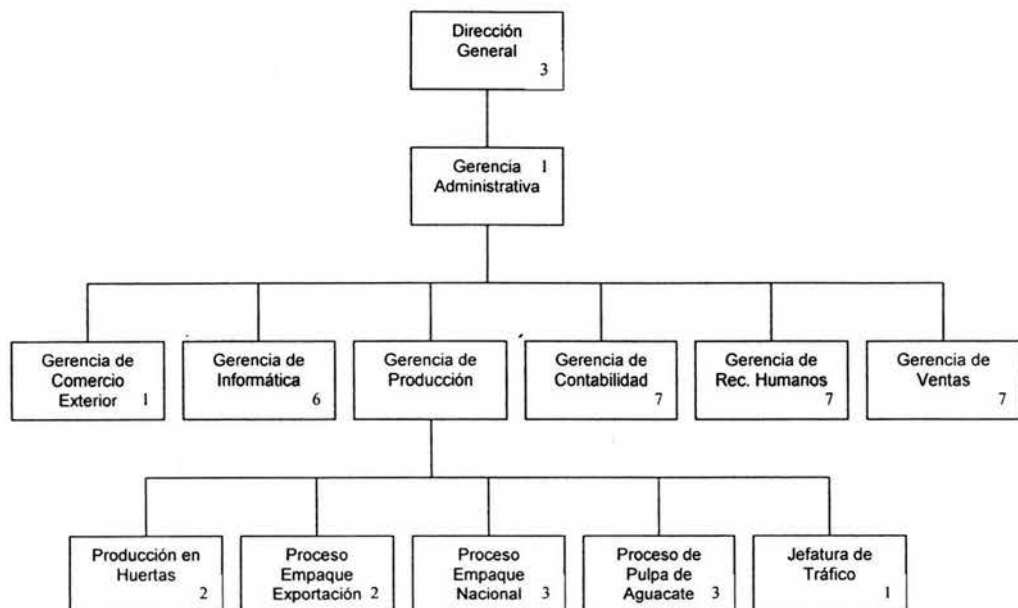 Dirección
General
3
Gerencia 1
Administrativa
Gerencia de
Comercio
Exterior 1
Gerencia de
Informática
6
Gerencia de
Producción
Gerencia de
Contabilidad
7
Gerencia de
Rec. Humanos
7
Gerencia de
Ventas
7
Producción en
Huertas
2
Proceso
Empaque
Exportación 2
Proceso
Empaque
Nacional 3
Proceso de
Pulpa de
Aguacate 3
Jefatura de
Tráfico
1